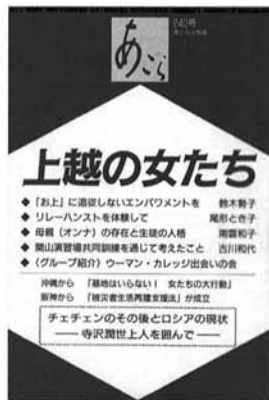 240号
あごら
上越の女たち
◆ 「お上」に追従しないエンパワメントを 鈴木勢子
◆ リレーハンストを体験して 尾形とき子
◆ 母親(オンナ)の存在と生徒の人格 南雲和子
◆ 関山演習場共同訓練を通じて考えたこと 古川和代
◆ 〈グループ紹介〉ウーマン・カレッジ出会いの会
沖縄から 「基地はいらない! 女たちの大行動」
阪神から 「被災者生活再建支援法」が成立
チェチェンのその後とロシアの現状
―― 寺沢潤世上人を囲んで ――